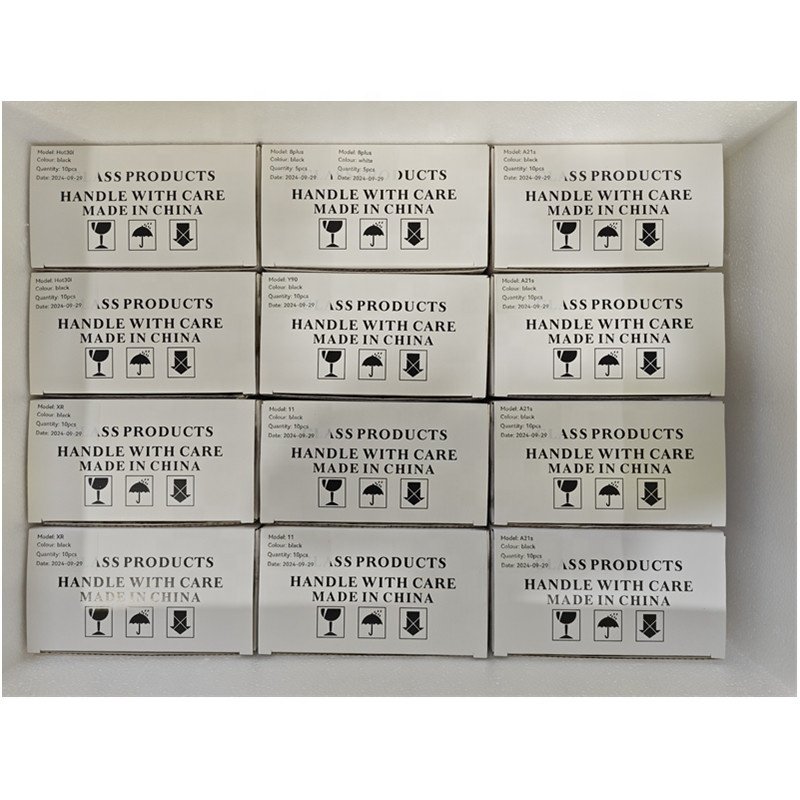 Model: Hot30i
Colour: black
Quantity: 10pcs
Date: 2024-09-29
ASS PRODUCTS
HANDLE WITH CARE
MADE IN CHINA
Model: 8plus
Colour: black
Quantity: 5pcs
Date: 2024-09-29
Model: 8plus
Colour: white
Quantity: 5pcs
Date: 2024-09-29
DUCTS
HANDLE WITH CARE
MADE IN CHINA
Model: A21s
Colour: black
Quantity: 10pcs
Date: 2024-09-29
ASS PRODUCTS
HANDLE WITH CARE
MADE IN CHINA
Model: Hot30i
Colour: black
Quantity: 10pcs
Date: 2024-09-29
ASS PRODUCTS
HANDLE WITH CARE
MADE IN CHINA
Model: Y90
Colour: black
Quantity: 10pcs
Date: 2024-09-29
ASS PRODUCTS
HANDLE WITH CARE
MADE IN CHINA
Model: A21s
Colour: black
Quantity: 10pcs
Date: 2024-09-29
ASS PRODUCTS
HANDLE WITH CARE
MADE IN CHINA
Model: XR
Colour: black
Quantity: 10pcs
Date: 2024-09-29
ASS PRODUCTS
HANDLE WITH CARE
MADE IN CHINA
Model: 11
Colour: black
Quantity: 10pcs
Date: 2024-09-29
ASS PRODUCTS
HANDLE WITH CARE
MADE IN CHINA
Model: A21s
Colour: black
Quantity: 10pcs
Date: 2024-09-29
LASS PRODUCTS
HANDLE WITH CARE
MADE IN CHINA
Model: XR
Colour: black
Quantity: 10pcs
Date: 2024-09-29
ASS PRODUCTS
HANDLE WITH CARE
MADE IN CHINA
Model: 11
Colour: black
Quantity: 10pcs
Date: 2024-09-29
ASS PRODUCTS
HANDLE WITH CARE
MADE IN CHINA
Model: A21s
Colour: black
Quantity: 10pcs
Date: 2024-09-29
LASS PRODUCTS
HANDLE WITH CARE
MADE IN CHINA